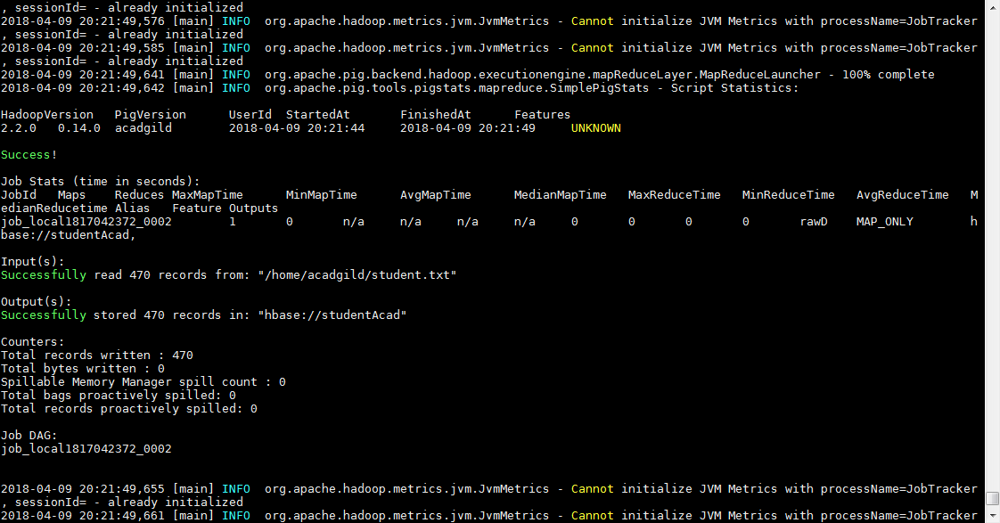 , sessionId= - already initialized
2018-04-09 20:21:49,576 [main] INFO  org.apache.hadoop.metrics.jvm.JvmMetrics - Cannot initialize JVM Metrics with processName=JobTracker
, sessionId= - already initialized
2018-04-09 20:21:49,585 [main] INFO  org.apache.hadoop.metrics.jvm.JvmMetrics - Cannot initialize JVM Metrics with processName=JobTracker
, sessionId= - already initialized
2018-04-09 20:21:49,641 [main] INFO  org.apache.pig.backend.hadoop.executionengine.mapReduceLayer.MapReduceLauncher - 100% complete
2018-04-09 20:21:49,642 [main] INFO  org.apache.pig.tools.pigstats.mapreduce.SimplePigStats - Script Statistics:
HadoopVersion   PigVersion      UserId  StartedAt       FinishedAt      Features
2.2.0   0.14.0  acadgild        2018-04-09 20:21:44     2018-04-09 20:21:49     UNKNOWN
Success!
Job Stats (time in seconds):
JobId   Maps    Reduces MaxMapTime      MinMapTime      AvgMapTime      MedianMapTime   MaxReduceTime   MinReduceTime   AvgReduceTime   M
edianReducetime Alias   Feature Outputs
job_local1817042372_0002        1       0       n/a     n/a     n/a     n/a     0       0       0       0       rawD    MAP_ONLY        h
base://studentAcad,
Input(s):
Successfully read 470 records from: "/home/acadgild/student.txt"
Output(s):
Successfully stored 470 records in: "hbase://studentAcad"
Counters:
Total records written : 470
Total bytes written : 0
Spillable Memory Manager spill count : 0
Total bags proactively spilled: 0
Total records proactively spilled: 0
Job DAG:
job_local1817042372_0002
2018-04-09 20:21:49,655 [main] INFO  org.apache.hadoop.metrics.jvm.JvmMetrics - Cannot initialize JVM Metrics with processName=JobTracker
, sessionId= - already initialized
2018-04-09 20:21:49,661 [main] INFO  org.apache.hadoop.metrics.jvm.JvmMetrics - Cannot initialize JVM Metrics with processName=JobTracker